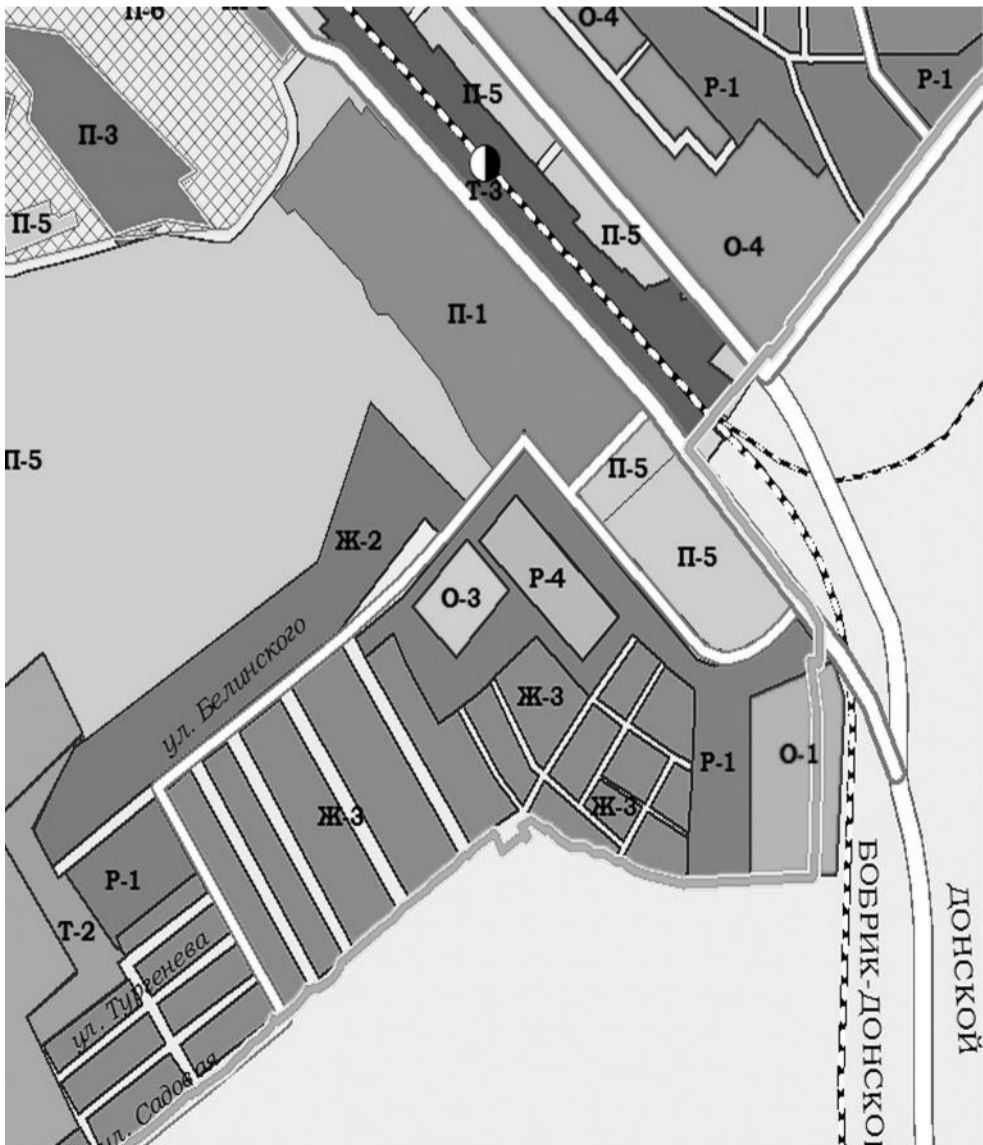 П-6
О-4
П-5
Р-1
Р-1
П-3
Т-3
П-5
П-5
О-4
П-1
П-5
П-5
Ж-2
П-5
Р-4
О-3
ул. Белинского
Ж-3
Р-1
О-1
Ж-3
Ж-3
Р-1
Т-2
ул. Тургенева
ул. Садовая
БОБРИК-ДОНСКО
ДОНСКОЙ